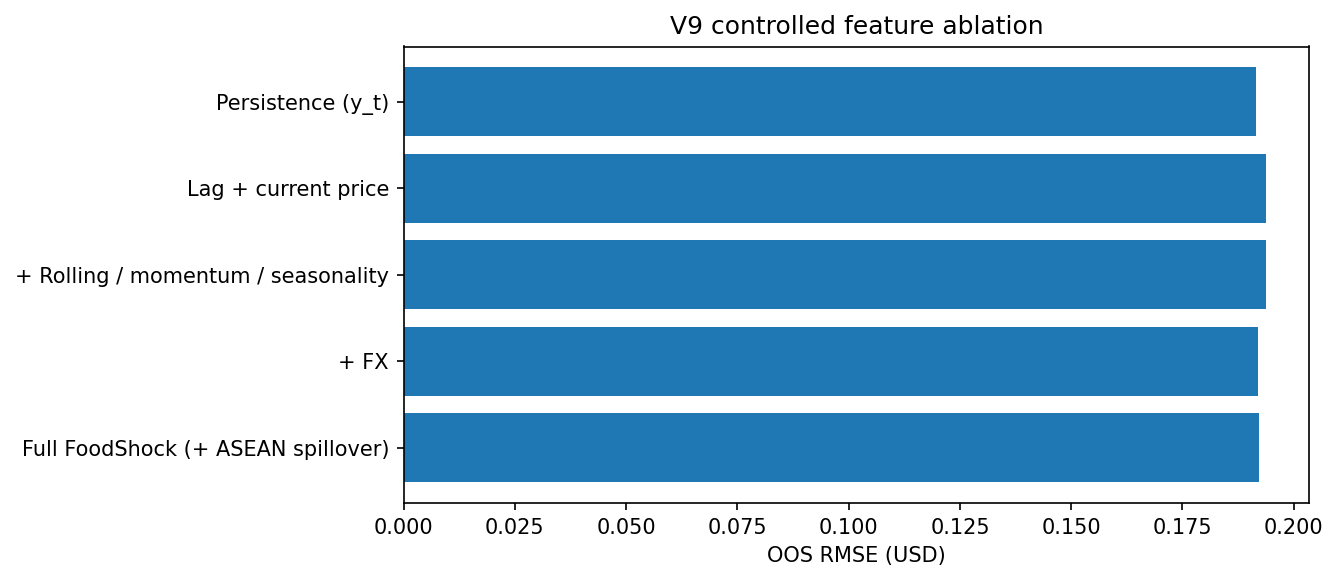 V9 controlled feature ablation
Persistence (y_t)
Lag + current price
+ Rolling / momentum / seasonality
+ FX
Full FoodShock (+ ASEAN spillover)
0.000 0.025 0.050 0.075 0.100 0.125 0.150 0.175 0.200
OOS RMSE (USD)